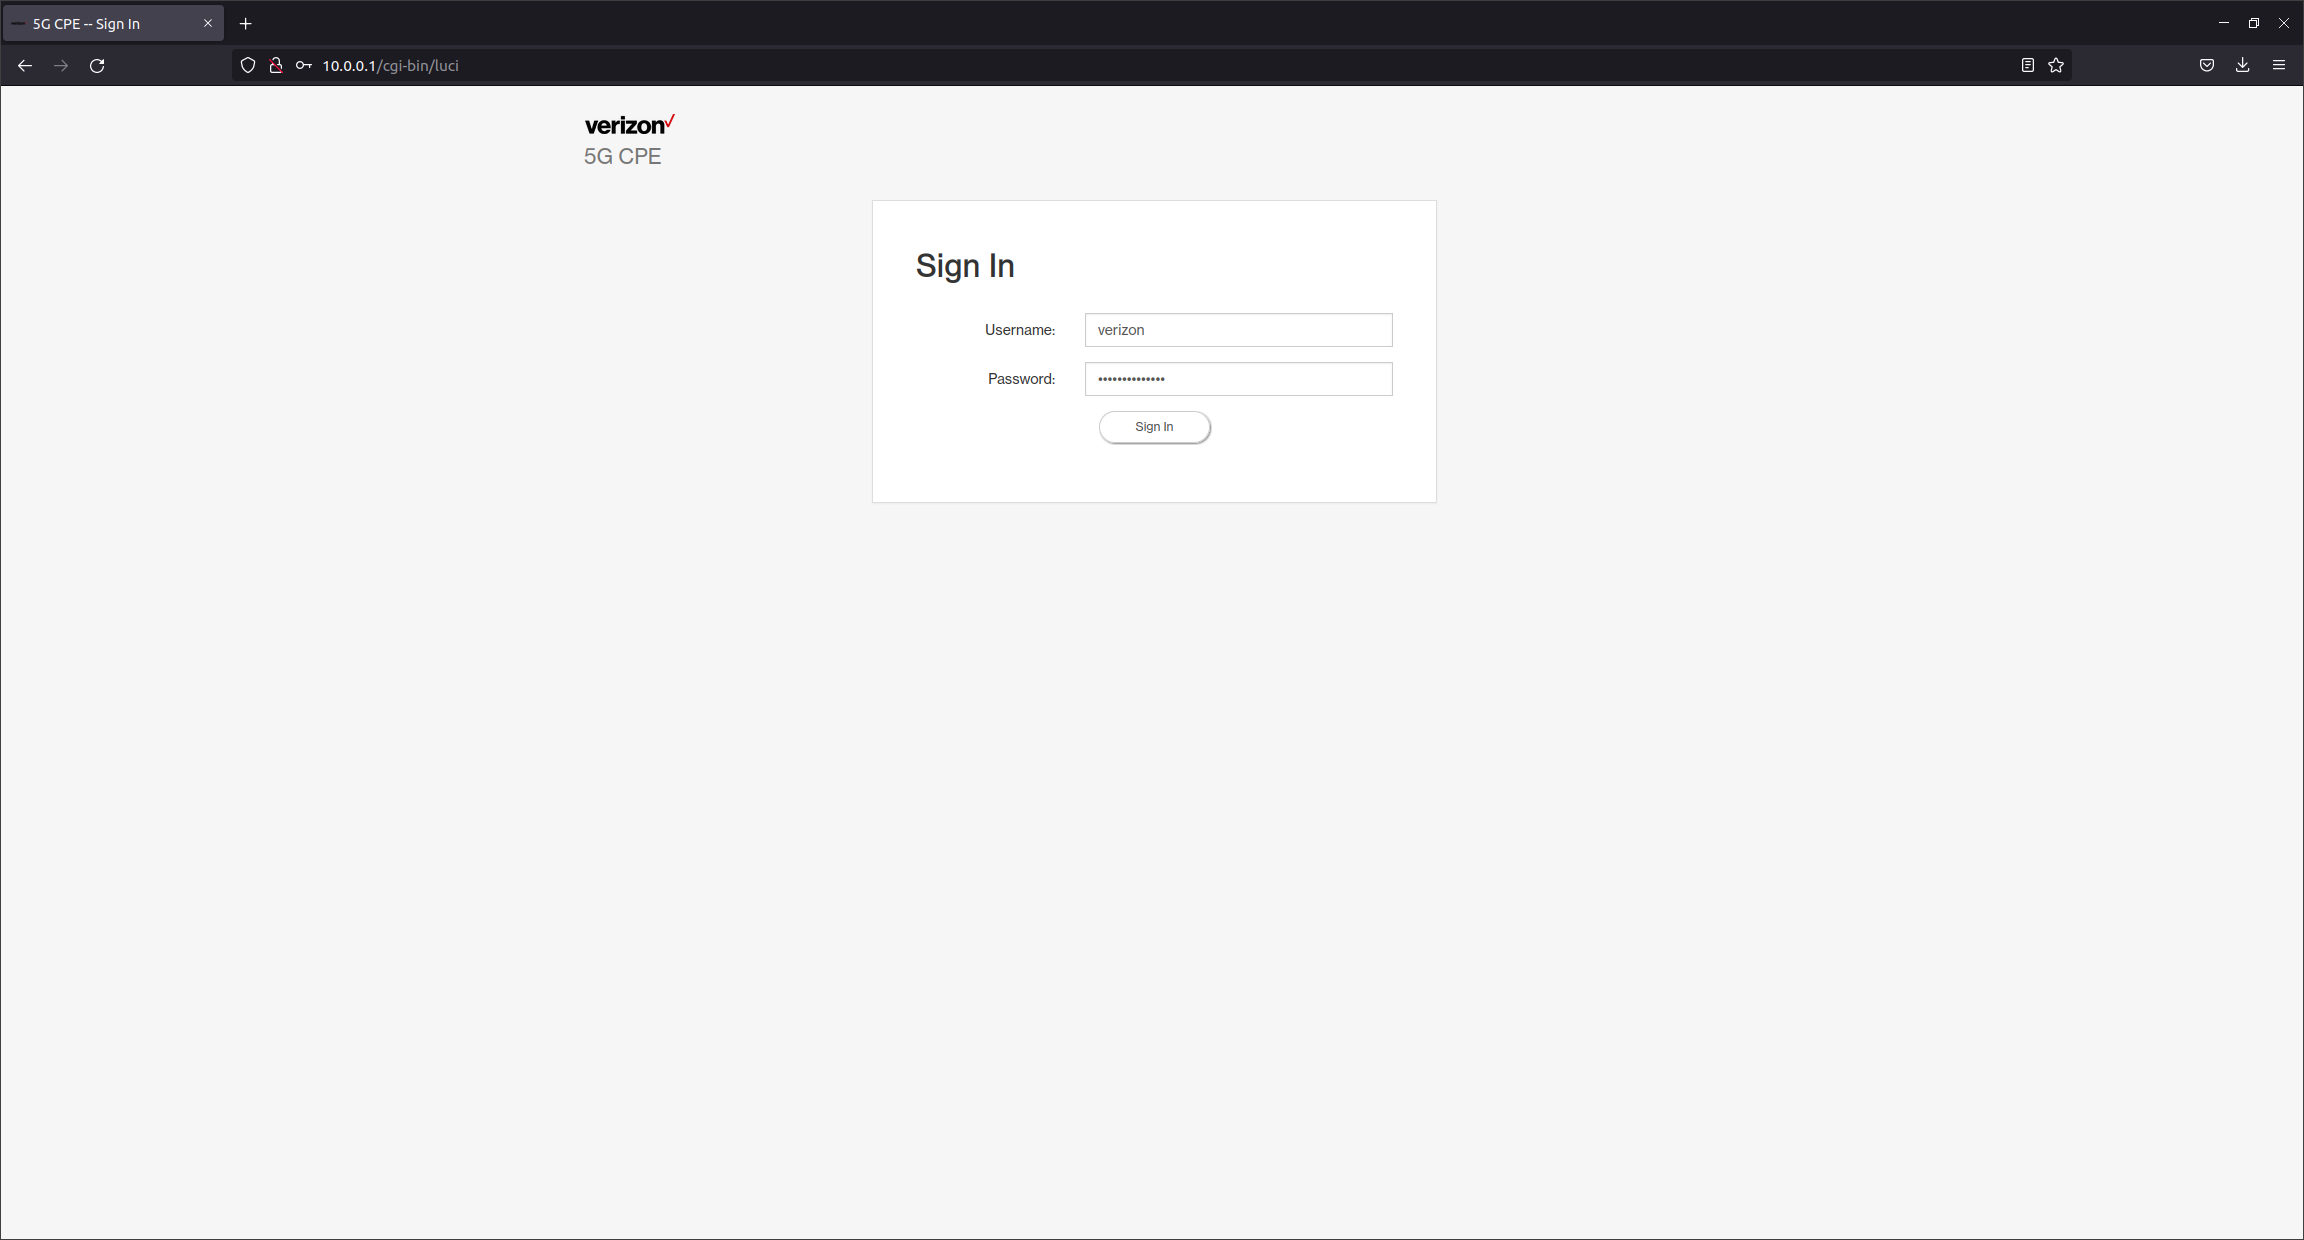 5G CPE -- Sign In
10.0.0.1/cgi-bin/luci
verizon
5G CPE
Sign In
Username: verizon
Password: ••••••••••••••
Sign In